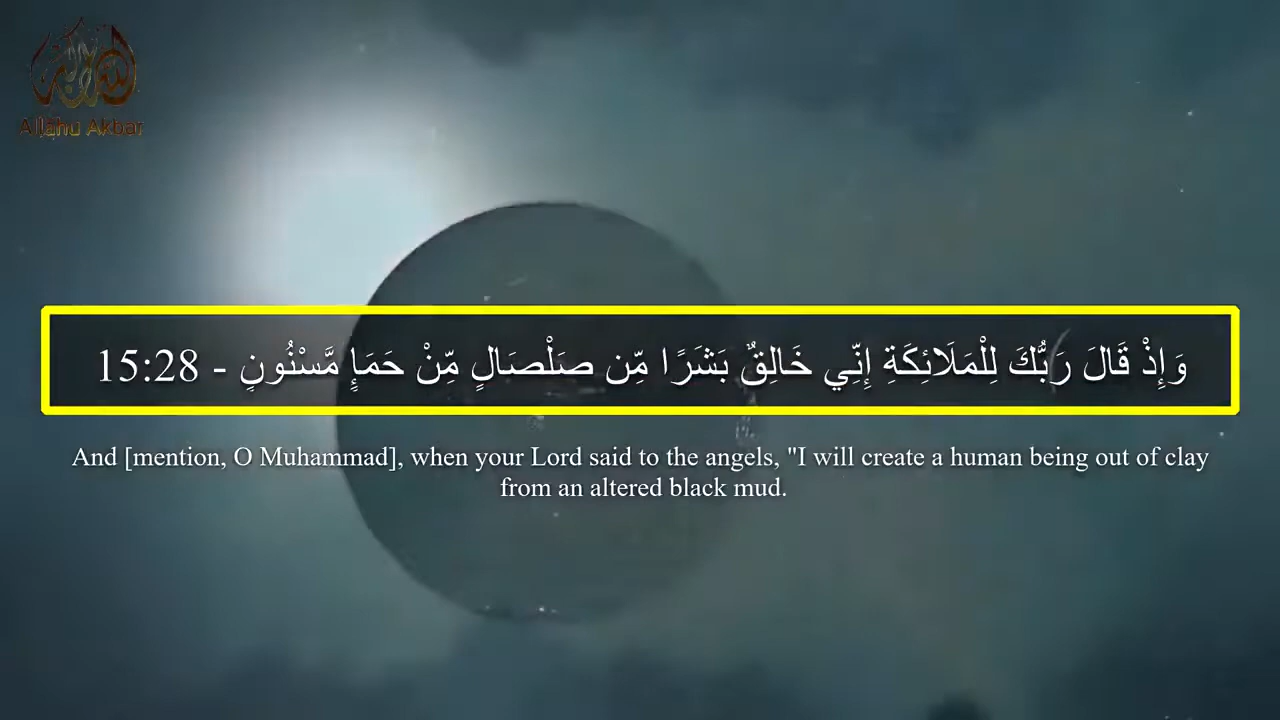 Allāhu Akbar
وَإِذْ قَالَ رَبُّكَ لِلْمَلَائِكَةِ إِنِّي خَالِقٌ بَشَرًا مِّن صَلْصَالٍ مِّنْ حَمَإٍ مَّسْنُونٍ - 15:28
And [mention, O Muhammad], when your Lord said to the angels, "I will create a human being out of clay
from an altered black mud.